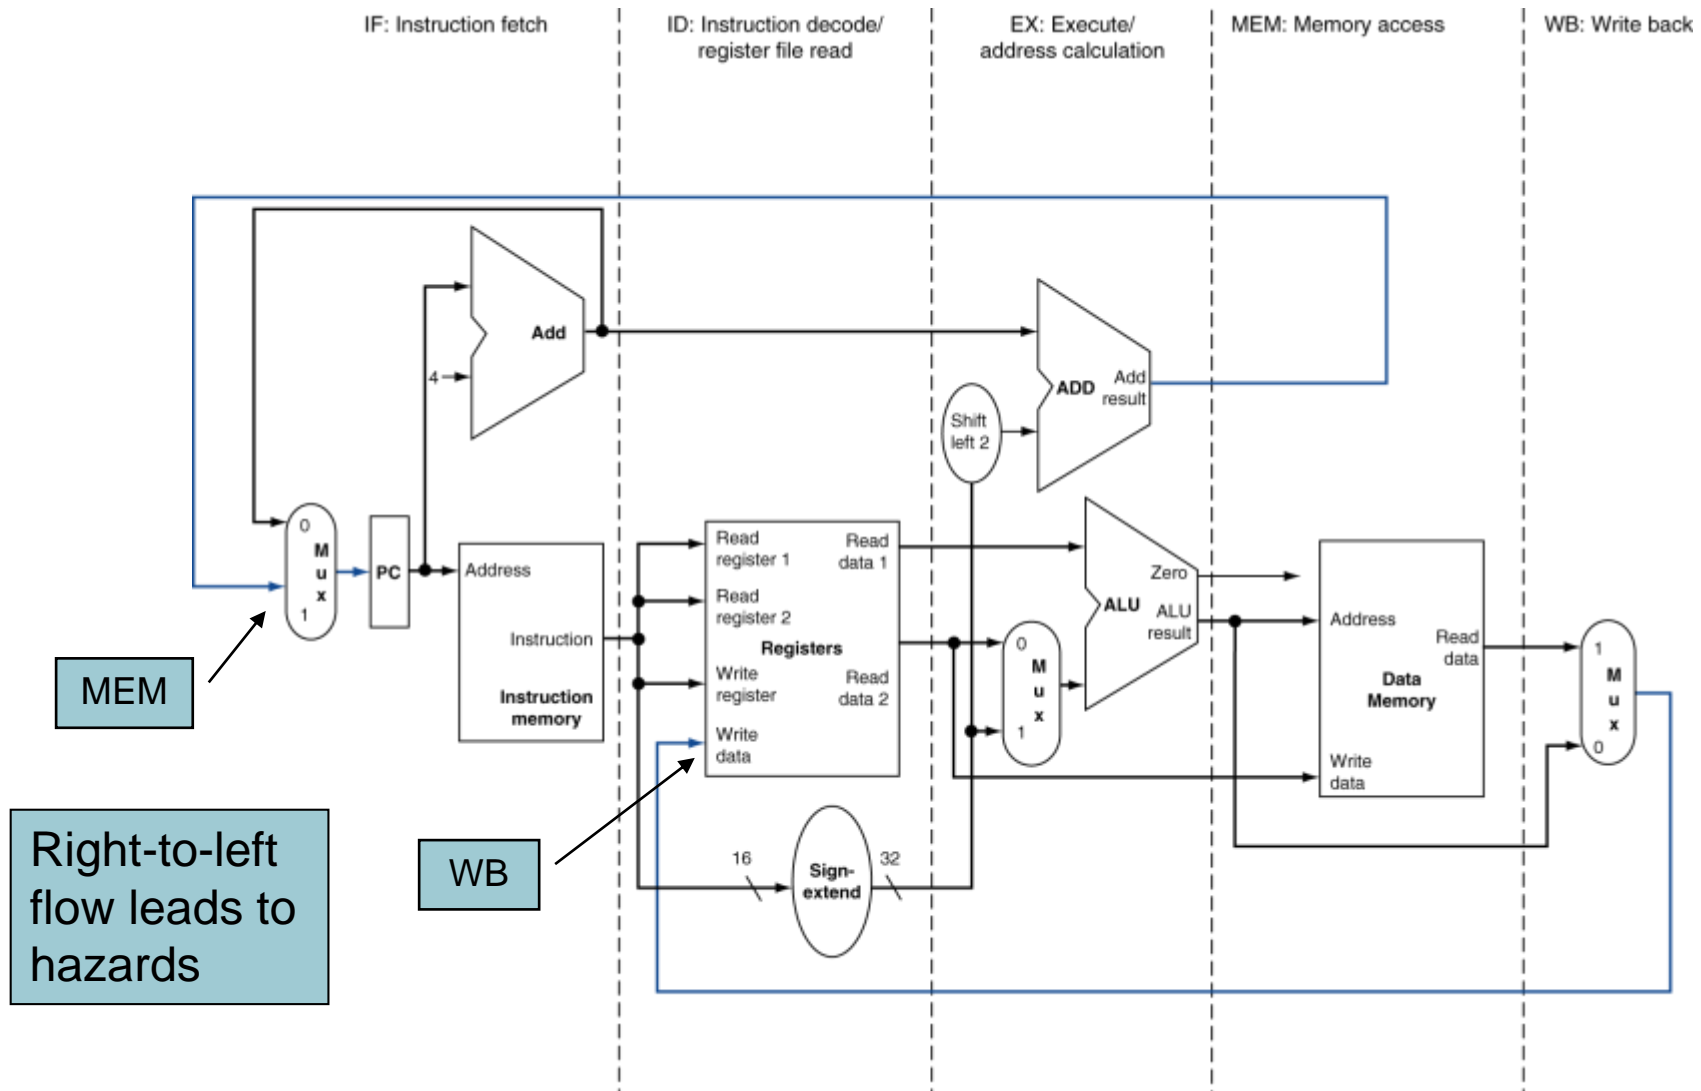 IF: Instruction fetch
ID: Instruction decode/
register file read
EX: Execute/
address calculation
MEM: Memory access
WB: Write back
Add
4
ADD
Add
result
Shift
left 2
0
M
u
x
1
PC
Address
Instruction
Instruction
memory
Read
register 1
Read
data 1
Read
register 2
Registers
Write
register
Read
data 2
Write
data
0
M
u
x
1
Zero
ALU
ALU
result
Address
Read
data
Data
Memory
Write
data
1
M
u
x
0
MEM
WB
16
Sign-
extend
32
Right-to-left
flow leads to
hazards